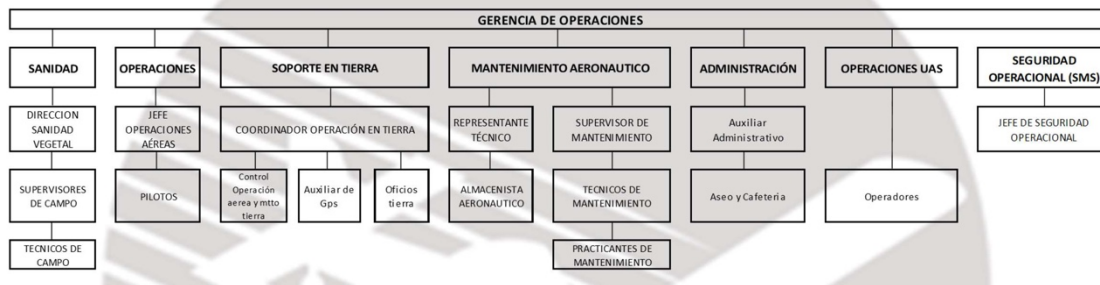 GERENCIA DE OPERACIONES
SANIDAD
OPERACIONES
SOPORTE EN TIERRA
MANTENIMIENTO AERONAUTICO
ADMINISTRACIÓN
OPERACIONES UAS
SEGURIDAD
OPERACIONAL (SMS)
DIRECCION
SANIDAD
VEGETAL
JEFE
OPERACIONES
AÉREAS
COORDINADOR OPERACIÓN EN TIERRA
REPRESENTANTE
TÉCNICO
SUPERVISOR DE
MANTENIMIENTO
Auxiliar
Administrativo
JEFE DE SEGURIDAD
OPERACIONAL
SUPERVISORES
DE CAMPO
PILOTOS
Control
Operación
aerea y mtto
tierra
Auxiliar de
Gps
Oficios
tierra
ALMACENISTA
AERONAUTICO
TECNICOS DE
MANTENIMIENTO
Aseo y Cafeteria
Operadores
TECNICOS DE
CAMPO
PRACTICANTES DE
MANTENIMIENTO